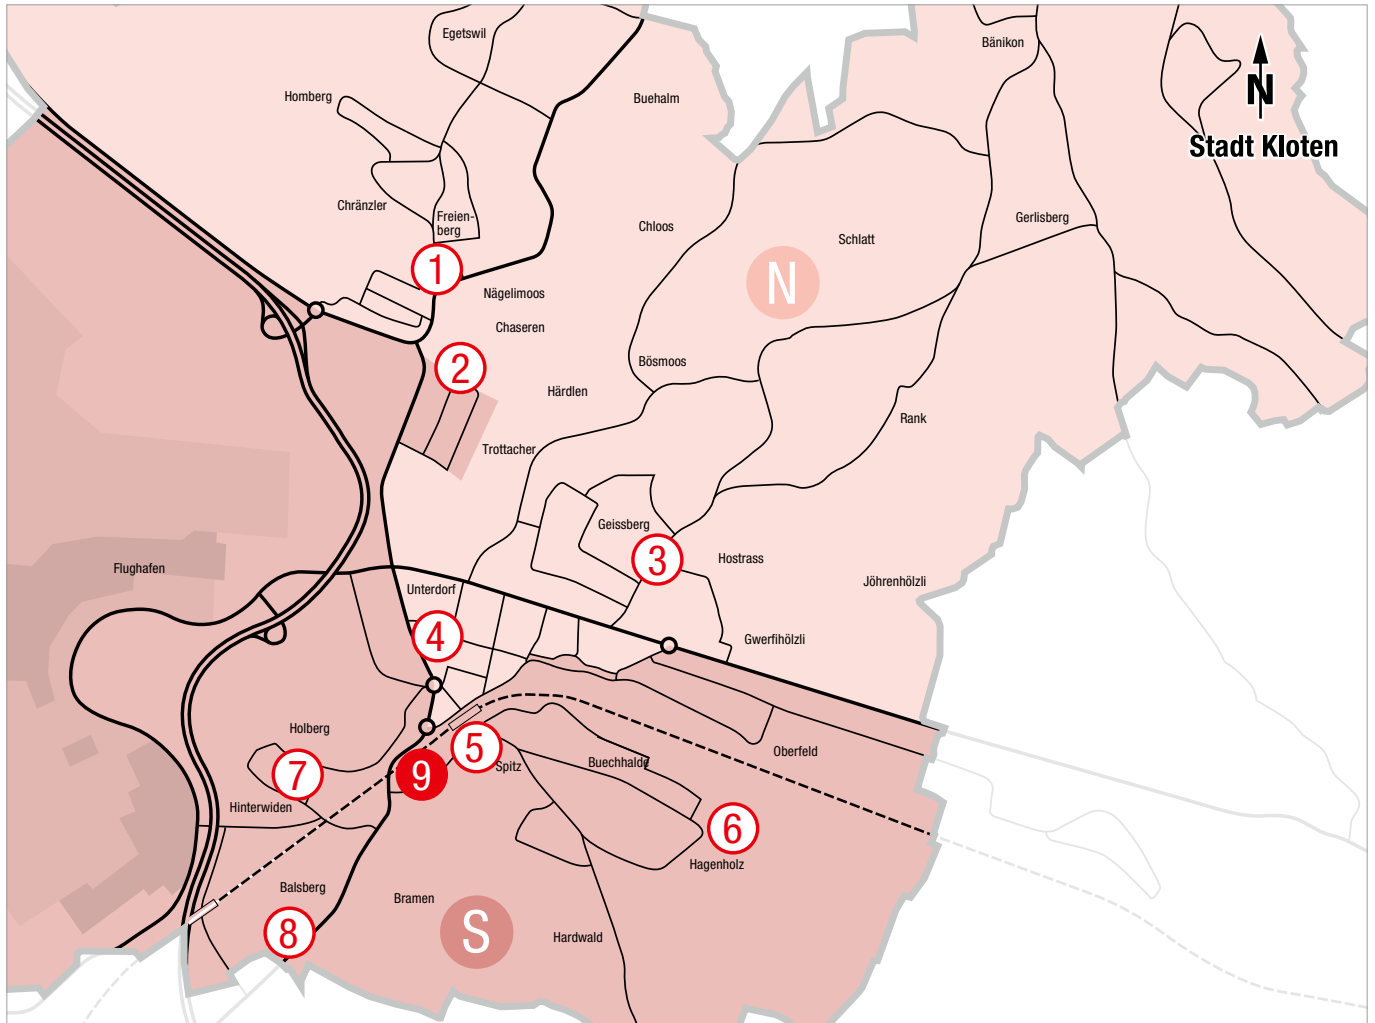 Egetswil
Bänikon
Homberg
Buehalm
N
Stadt Kloten
Chränzler
Freien-
berg
Chloos
Gerlisberg
Schlatt
1
N
Nägelimoos
Chaseren
2
Bösmoos
Härdlen
Rank
Trottacher
Geissberg
3
Hostrass
Flughafen
Jöhrenhölzli
Unterdorf
4
Gwerfihölzli
Holberg
5
Oberfeld
7
9
Spitz
Buechhalde
Hinterwiden
6
Hagenholz
Balsberg
Bramen
8
S
Hardwald